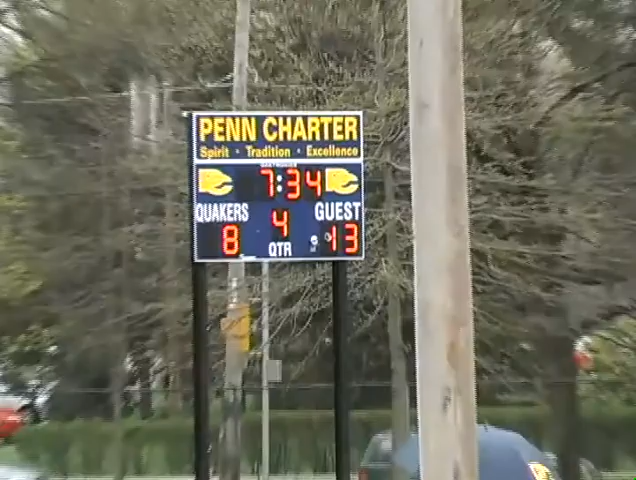 PENN CHARTER
Spirit · Tradition · Excellence
7:34
QUAKERS 4 GUEST
8 QTR 13